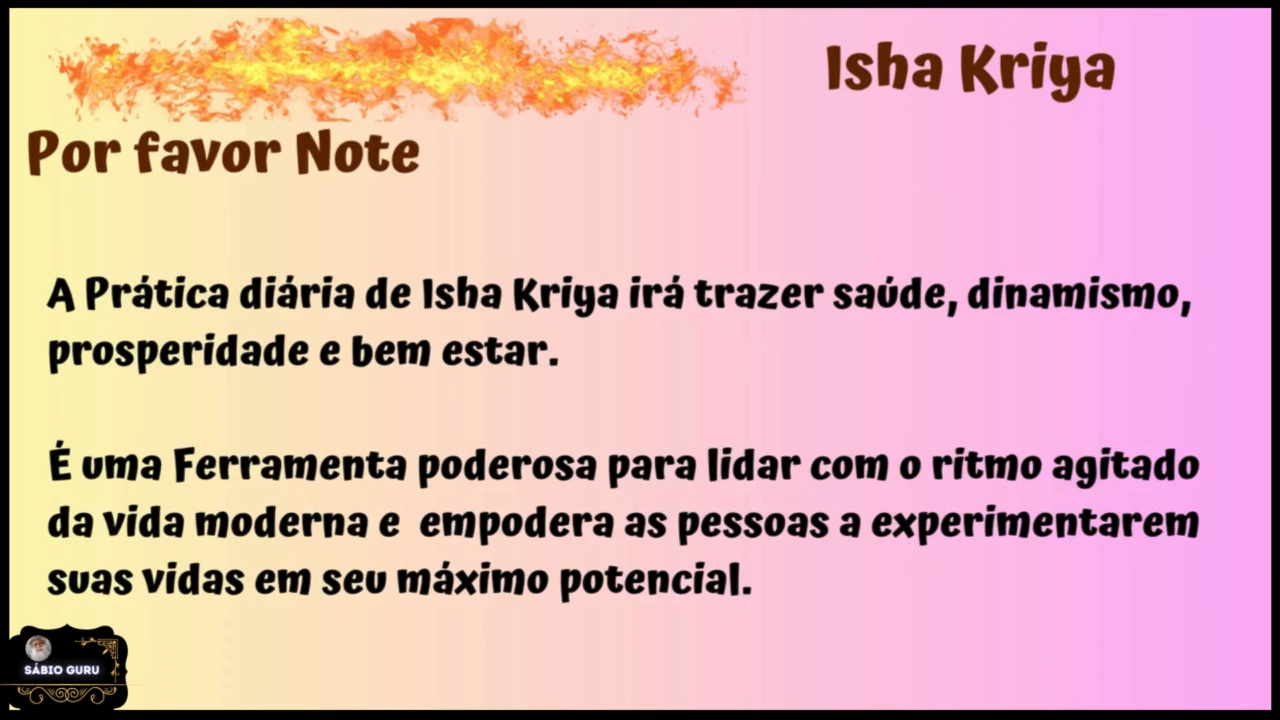 Isha Kriya
Por favor Note
A Prática diária de Isha Kriya irá trazer saúde, dinamismo,
prosperidade e bem estar.
É uma Ferramenta poderosa para lidar com o ritmo agitado
da vida moderna e empodera as pessoas a experimentarem
suas vidas em seu máximo potencial.
SÁBIO GURU